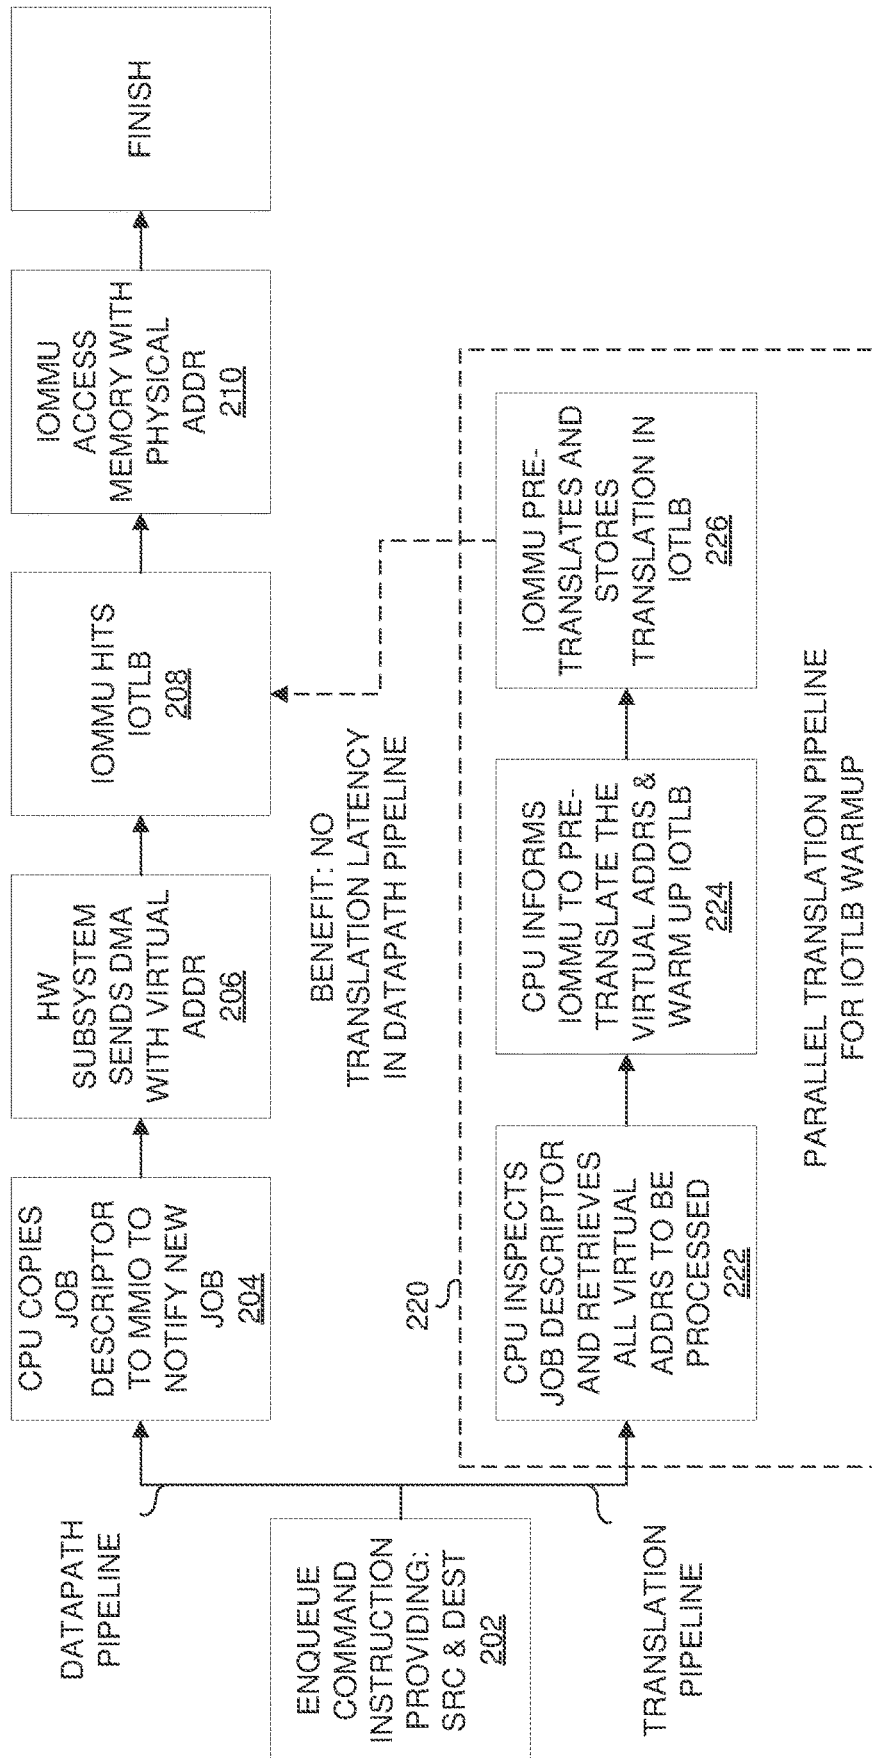 DATAPATH
PIPELINE
ENQUEUE
COMMAND
INSTRUCTION
PROVIDING:
SRC & DEST
202
TRANSLATION
PIPELINE
CPU COPIES
JOB
DESCRIPTOR
TO MMIO TO
NOTIFY NEW
JOB
204
HW
SUBSYSTEM
SENDS DMA
WITH VIRTUAL
ADDR
206
IOMMU HITS
IOTLB
208
IOMMU
ACCESS
MEMORY WITH
PHYSICAL
ADDR
210
FINISH
BENEFIT: NO
TRANSLATION LATENCY
IN DATAPATH PIPELINE
220
CPU INSPECTS
JOB DESCRIPTOR
AND RETRIEVES
ALL VIRTUAL
ADDRS TO BE
PROCESSED
222
CPU INFORMS
IOMMU TO PRE-
TRANSLATE THE
VIRTUAL ADDRS &
WARM UP IOTLB
224
IOMMU PRE-
TRANSLATES AND
STORES
TRANSLATION IN
IOTLB
226
PARALLEL TRANSLATION PIPELINE
FOR IOTLB WARMUP